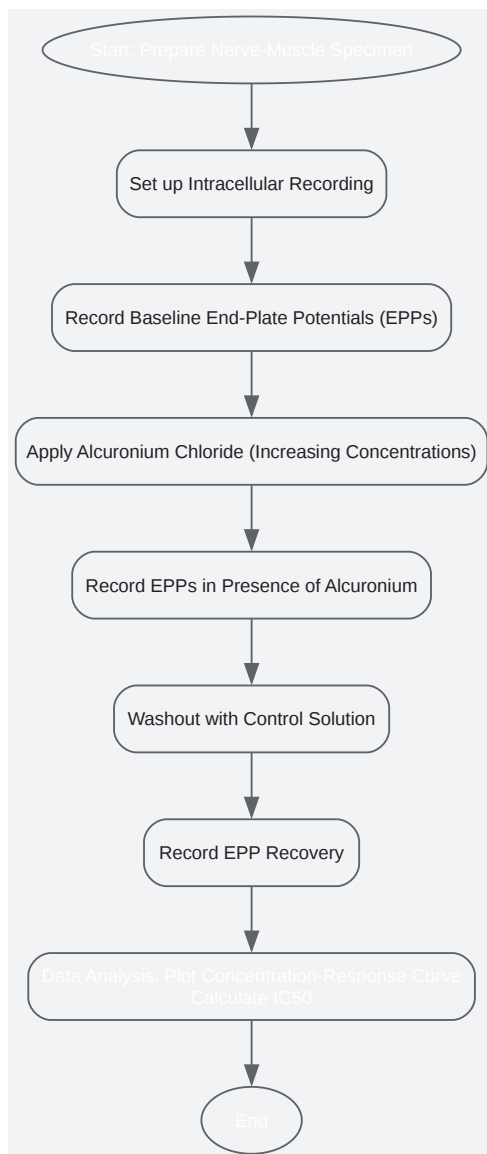 Start: Prepare Nerve-Muscle Specimen
Set up Intracellular Recording
Record Baseline End-Plate Potentials (EPPs)
Apply Alcuronium Chloride (Increasing Concentrations)
Record EPPs in Presence of Alcuronium
Washout with Control Solution
Record EPP Recovery
Data Analysis: Plot Concentration-Response Curve
Calculate IC50
End